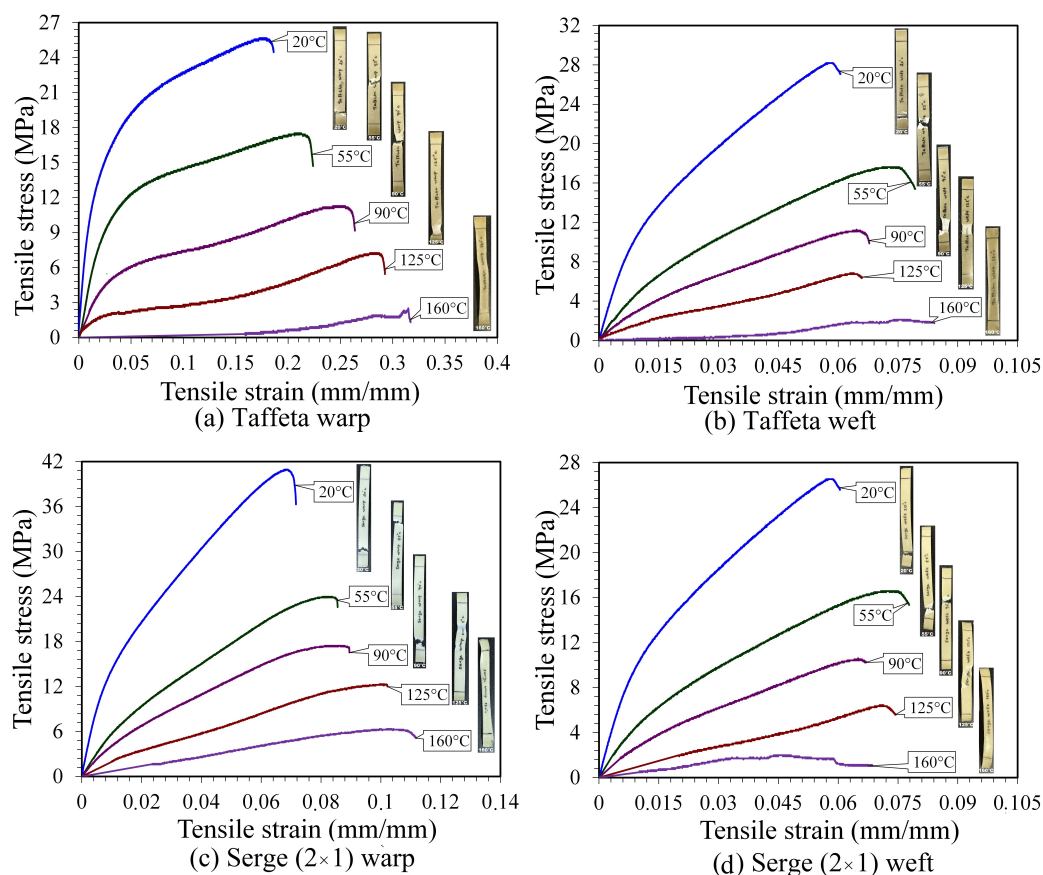 27
24
21
18
15
12
9
6
3
0
0
0.05
0.1
0.15
0.2
0.25
0.3
0.35
0.4
Tensile stress (MPa)
Tensile strain (mm/mm)
20°C
55°C
90°C
125°C
160°C
(a) Taffeta warp
32
28
24
20
16
12
8
4
0
0
0.015
0.03
0.045
0.06
0.075
0.09
0.105
Tensile stress (MPa)
Tensile strain (mm/mm)
20°C
55°C
90°C
125°C
160°C
(b) Taffeta weft
42
36
30
24
18
12
6
0
0
0.02
0.04
0.06
0.08
0.1
0.12
0.14
Tensile stress (MPa)
Tensile strain (mm/mm)
20°C
55°C
90°C
125°C
160°C
(c) Serge (2×1) warp
28
24
20
16
12
8
4
0
0
0.015
0.03
0.045
0.06
0.075
0.09
0.105
Tensile stress (MPa)
Tensile strain (mm/mm)
20°C
55°C
90°C
125°C
160°C
(d) Serge (2×1) weft